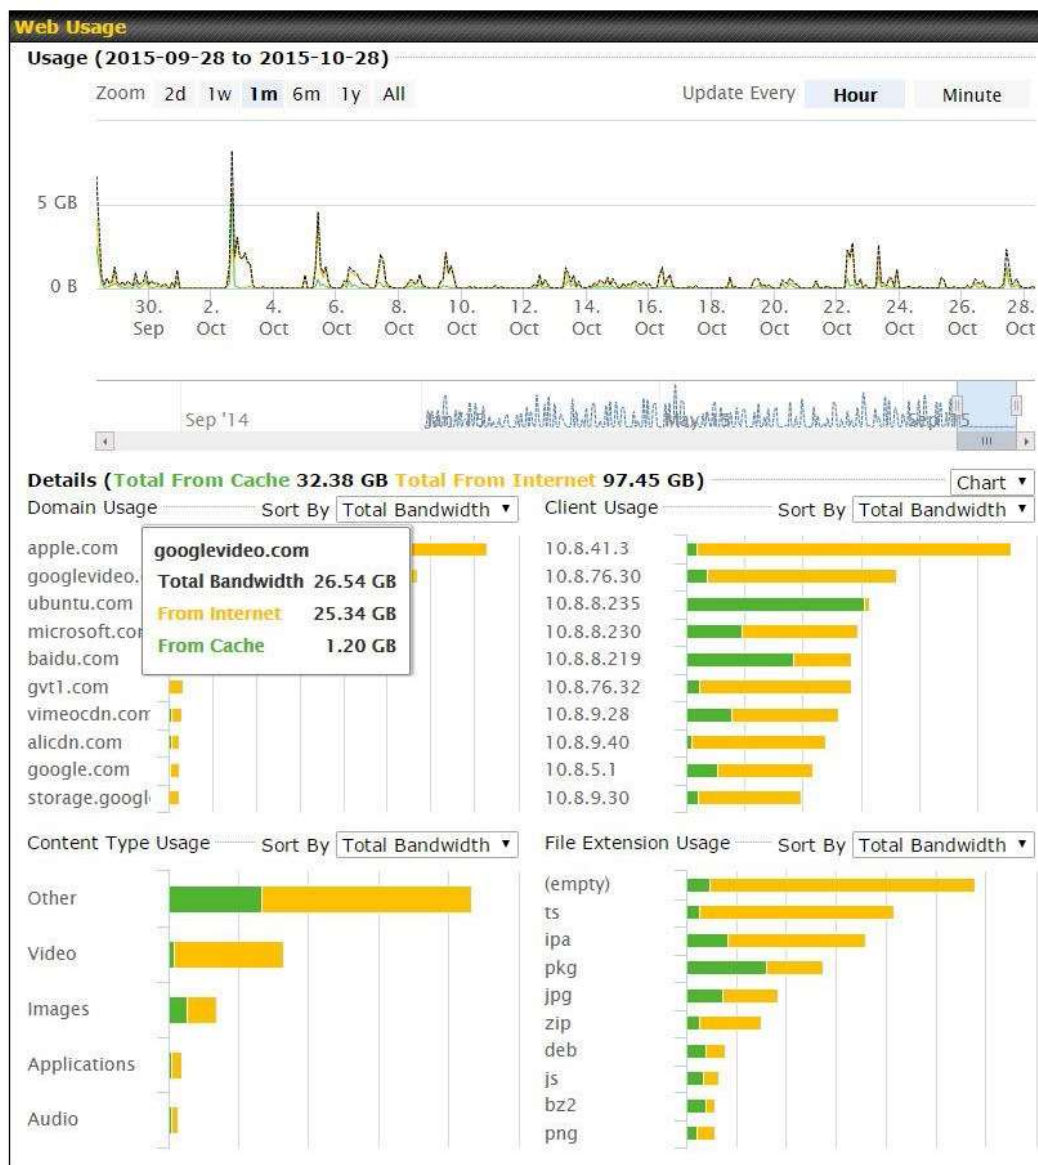 Web Usage
Usage (2015-09-28 to 2015-10-28)
Zoom 2d 1w 1m 6m 1y All Update Every Hour Minute
5 GB
0 B
30. Sep 2. Oct 4. Oct 6. Oct 8. Oct 10. Oct 12. Oct 14. Oct 16. Oct 18. Oct 20. Oct 22. Oct 24. Oct 26. Oct 28. Oct
Sep '14
Details (Total From Cache 32.38 GB Total From Internet 97.45 GB) Chart
Domain Usage Sort By Total Bandwidth
apple.com
googlevideo.
ubuntu.com
microsoft.co
baidu.com
gvt1.com
vimeocdn.com
alicdn.com
google.com
storage.googl
googlevideo.com
Total Bandwidth 26.54 GB
From Internet 25.34 GB
From Cache 1.20 GB
Client Usage Sort By Total Bandwidth
10.8.41.3
10.8.76.30
10.8.8.235
10.8.8.230
10.8.8.219
10.8.76.32
10.8.9.28
10.8.9.40
10.8.5.1
10.8.9.30
Content Type Usage Sort By Total Bandwidth
Other
Video
Images
Applications
Audio
File Extension Usage Sort By Total Bandwidth
(empty)
ts
ipa
pkg
jpg
zip
deb
js
bz2
png